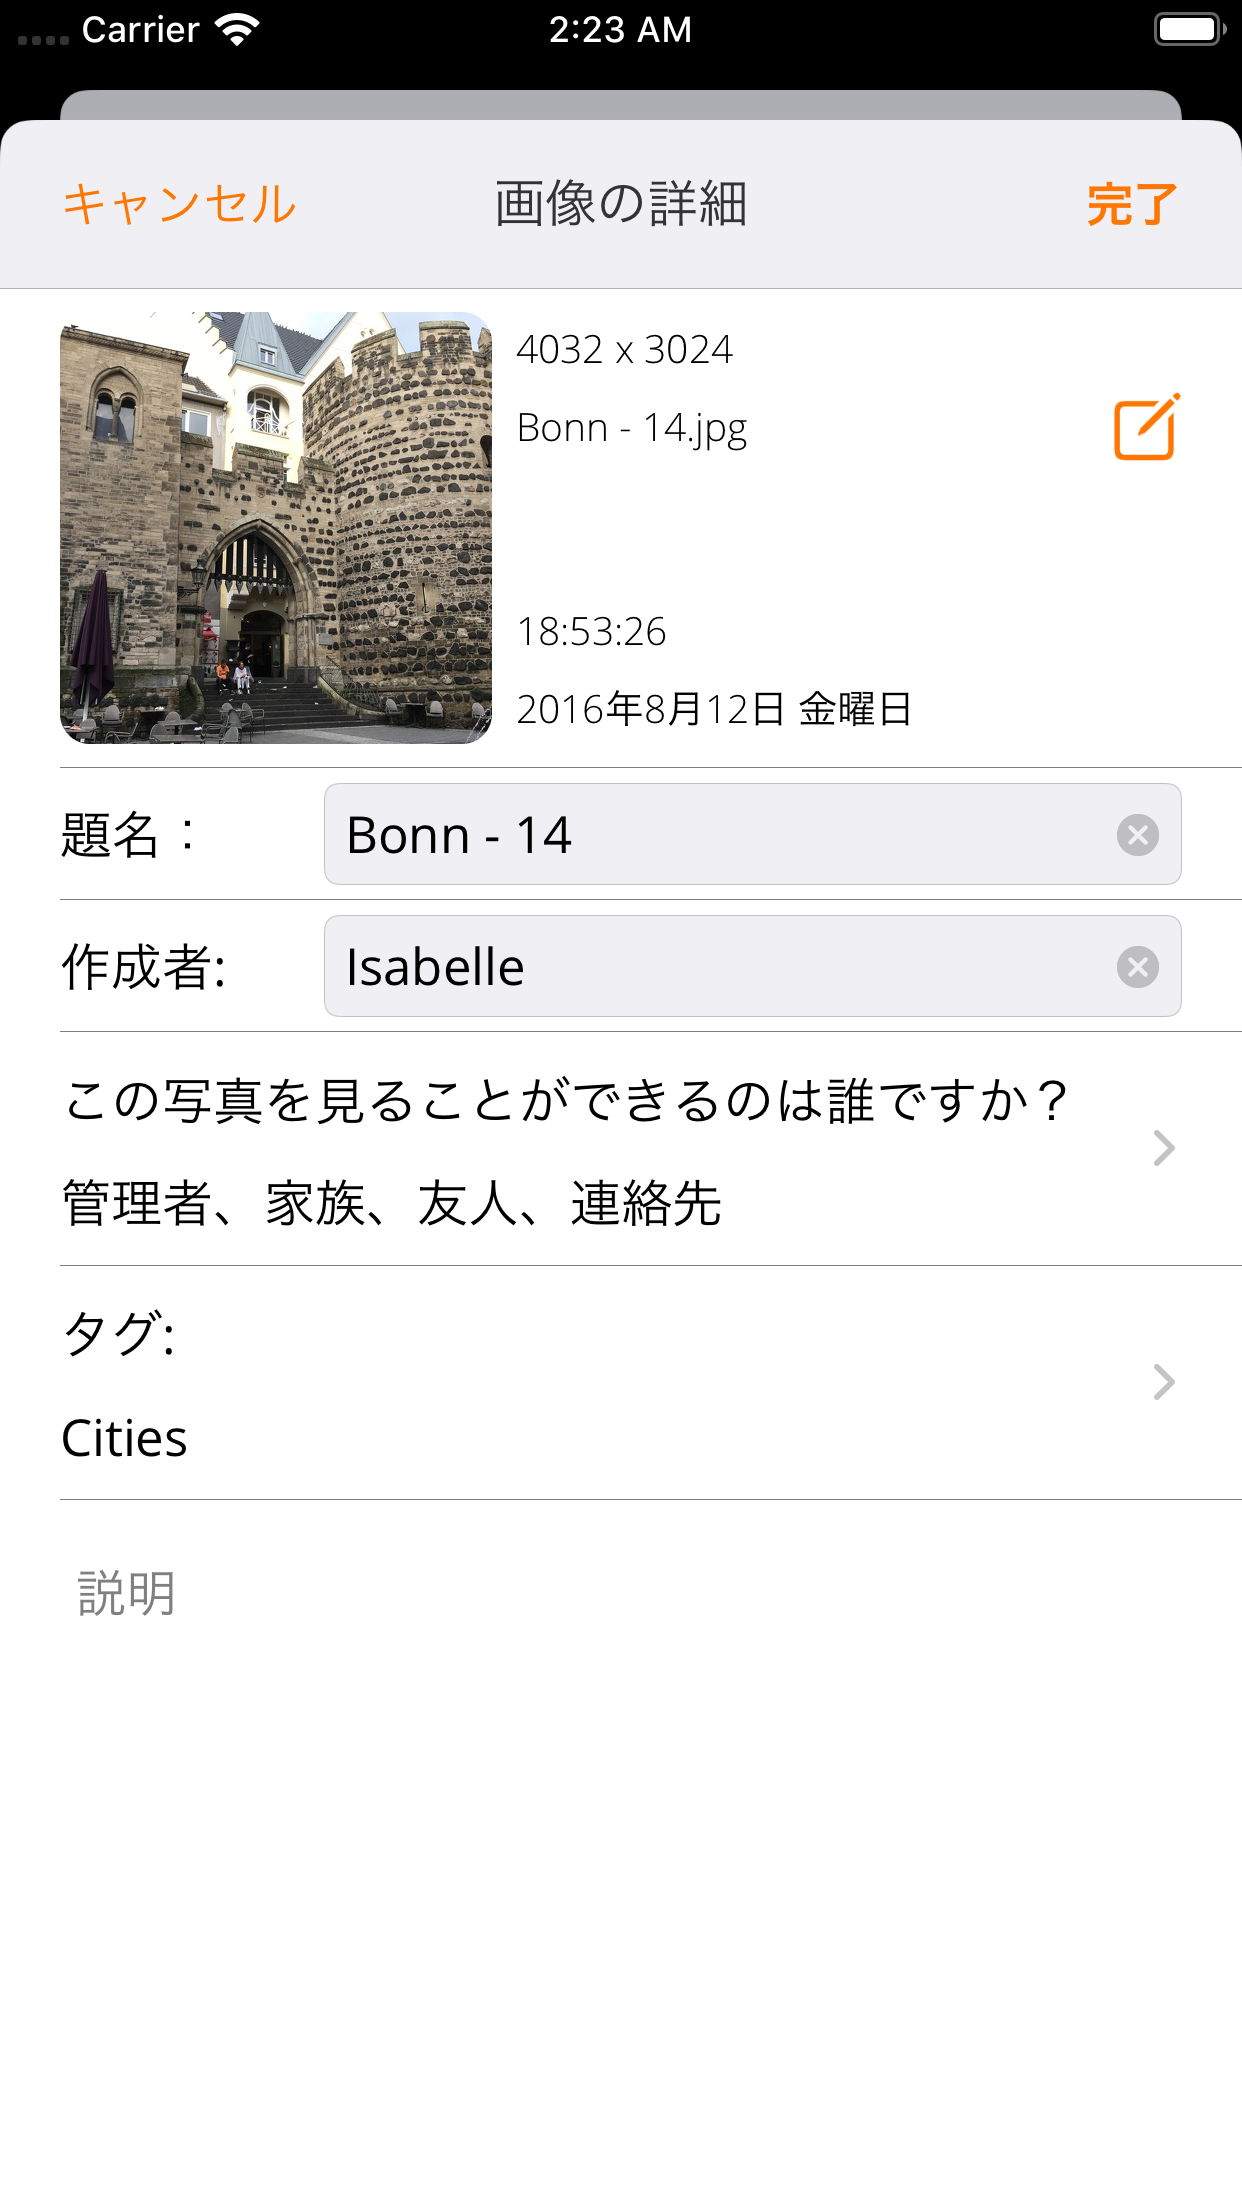 Carrier 2:23 AM
キャンセル 画像の詳細 完了
4032 x 3024
Bonn - 14.jpg
18:53:26
2016年8月12日 金曜日
題名： Bonn - 14
作成者: Isabelle
この写真を見ることができるのは誰ですか？
管理者、家族、友人、連絡先
タグ:
Cities
説明